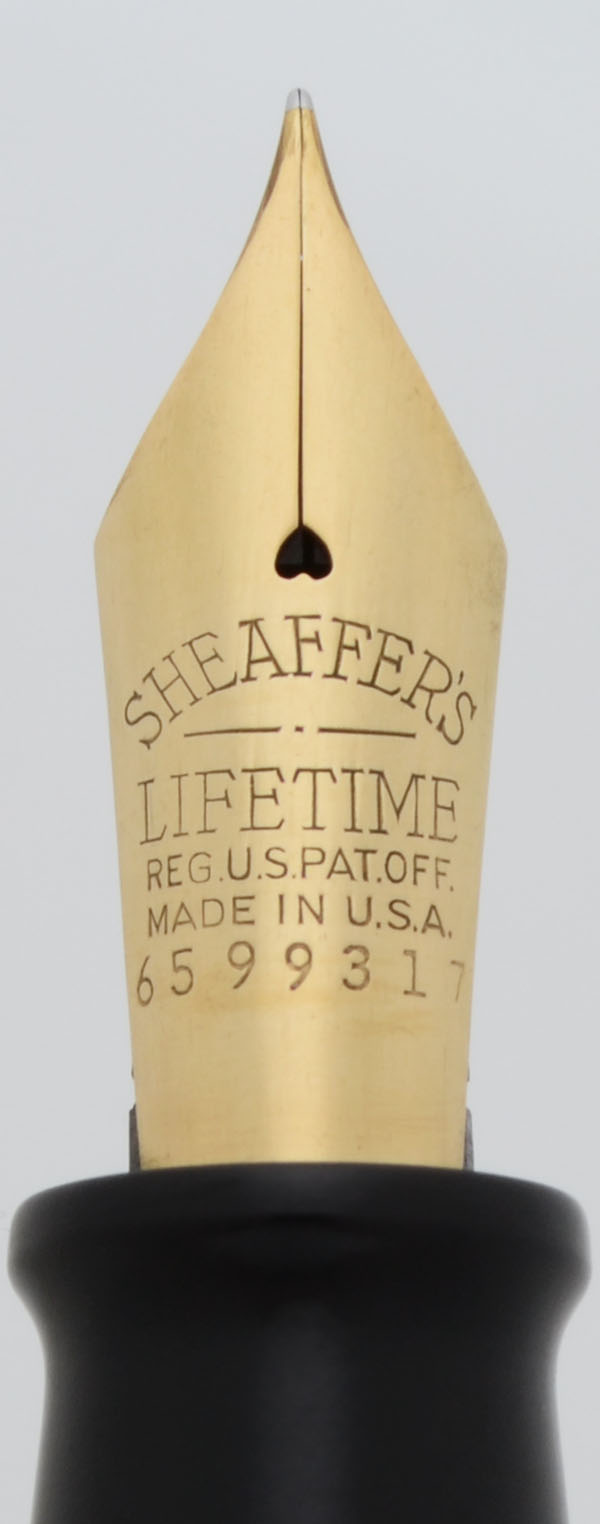 SHEAFFER'S
LIFETIME
REG.U.S.PAT.OFF.
MADE IN U.S.A.
6599317